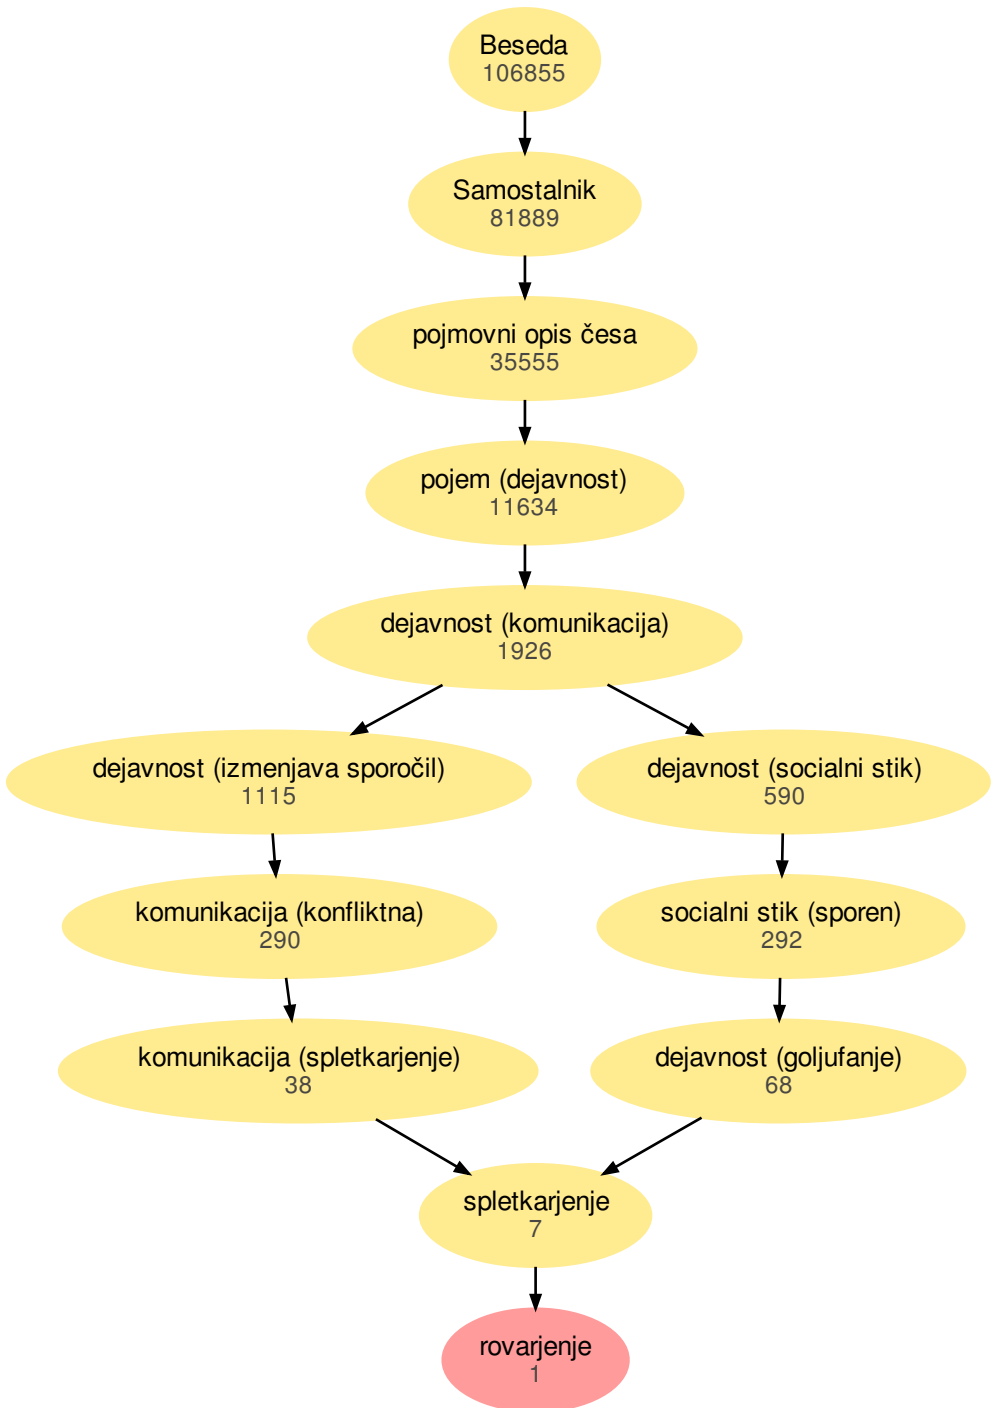 Beseda
106855
Samostalnik
81889
pojmovni opis česa
35555
pojem (dejavnost)
11634
dejavnost (komunikacija)
1926
dejavnost (izmenjava sporočil)
1115
dejavnost (socialni stik)
590
komunikacija (konfliktna)
290
socialni stik (sporen)
292
komunikacija (spletkarjenje)
38
dejavnost (goljufanje)
68
spletkarjenje
7
rovarjenje
1